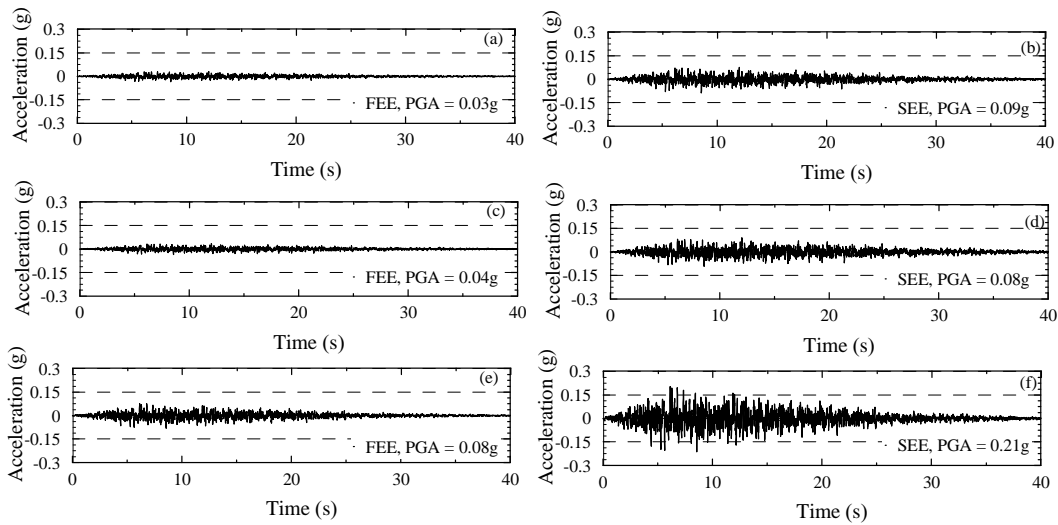 Acceleration (g)
0.3
0.15
0
-0.15
-0.3
(a)
FEE, PGA = 0.03g
0 10 20 30 40
Time (s)
Acceleration (g)
0.3
0.15
0
-0.15
-0.3
(b)
SEE, PGA = 0.09g
0 10 20 30 40
Time (s)
Acceleration (g)
0.3
0.15
0
-0.15
-0.3
(c)
FEE, PGA = 0.04g
0 10 20 30 40
Time (s)
Acceleration (g)
0.3
0.15
0
-0.15
-0.3
(d)
SEE, PGA = 0.08g
0 10 20 30 40
Time (s)
Acceleration (g)
0.3
0.15
0
-0.15
-0.3
(e)
FEE, PGA = 0.08g
0 10 20 30 40
Time (s)
Acceleration (g)
0.3
0.15
0
-0.15
-0.3
(f)
SEE, PGA = 0.21g
0 10 20 30 40
Time (s)